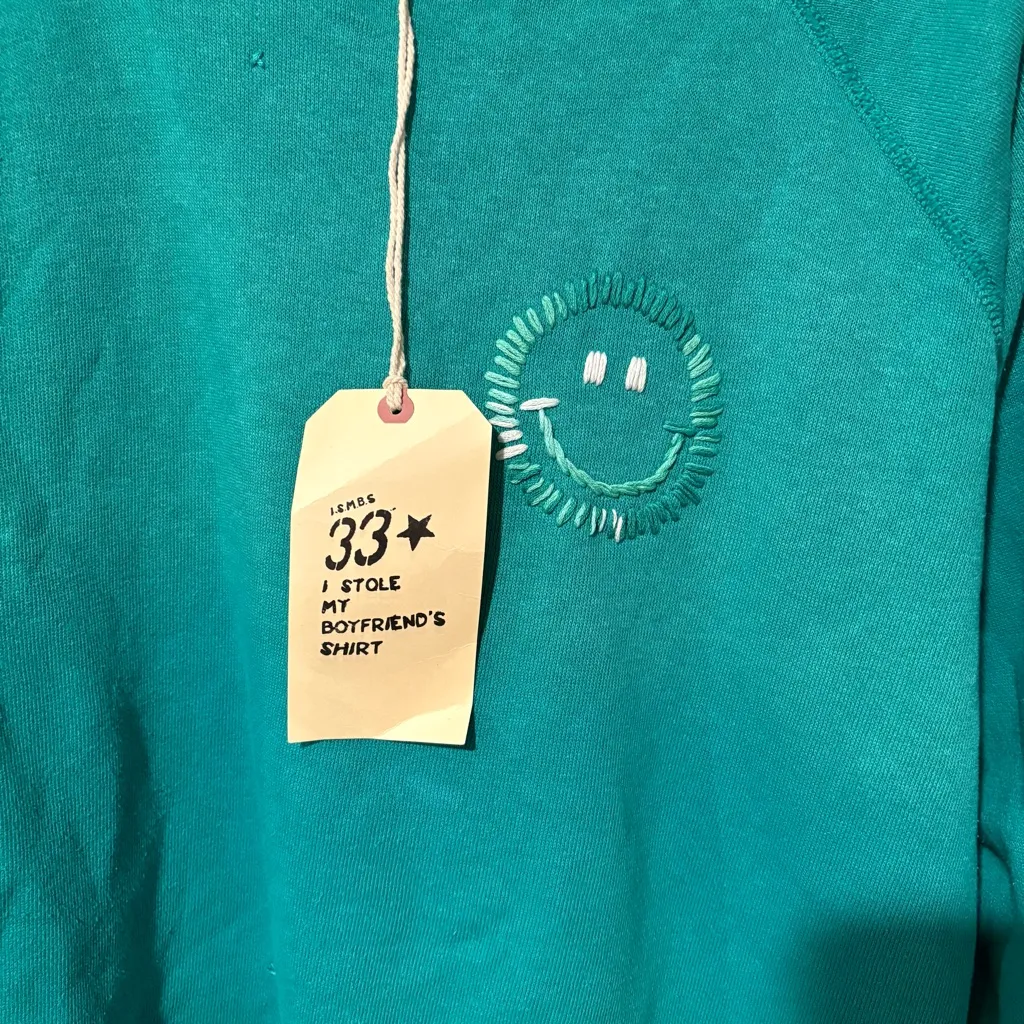 I.S.M.B.S
33★
I STOLE
MY
BOYFRIEND'S
SHIRT